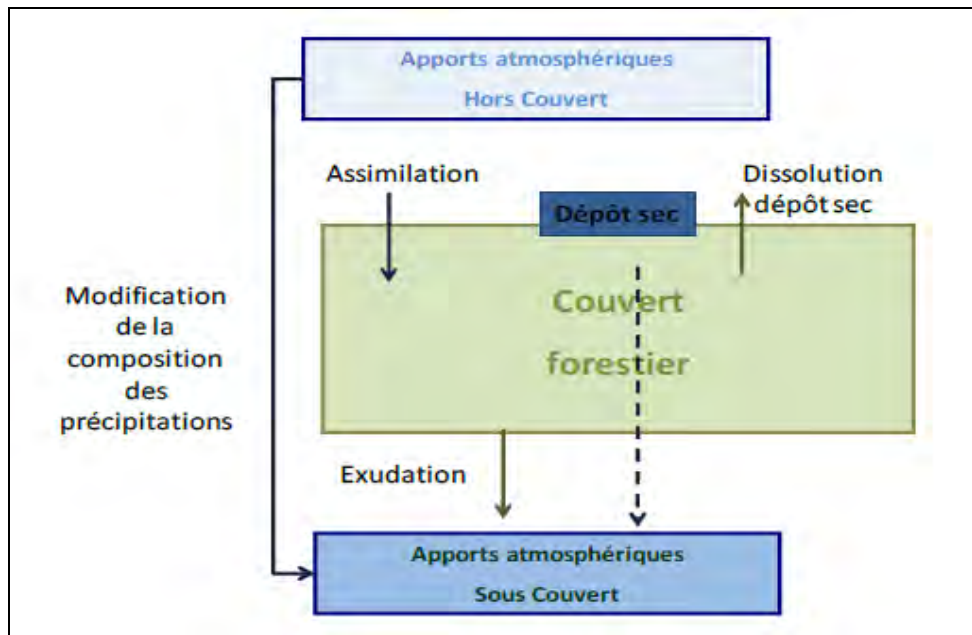 Apports atmosphériques
Hors Couvert
Assimilation
Dissolution
dépôt sec
Dépôt sec
Couvert
forestier
Modification
de la
composition
des
précipitations
Exudation
Apports atmosphériques
Sous Couvert